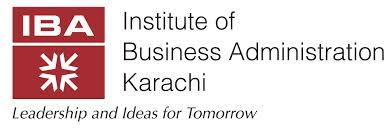 IBA
Institute of
Business Administration
Karachi
Leadership and Ideas for Tomorrow